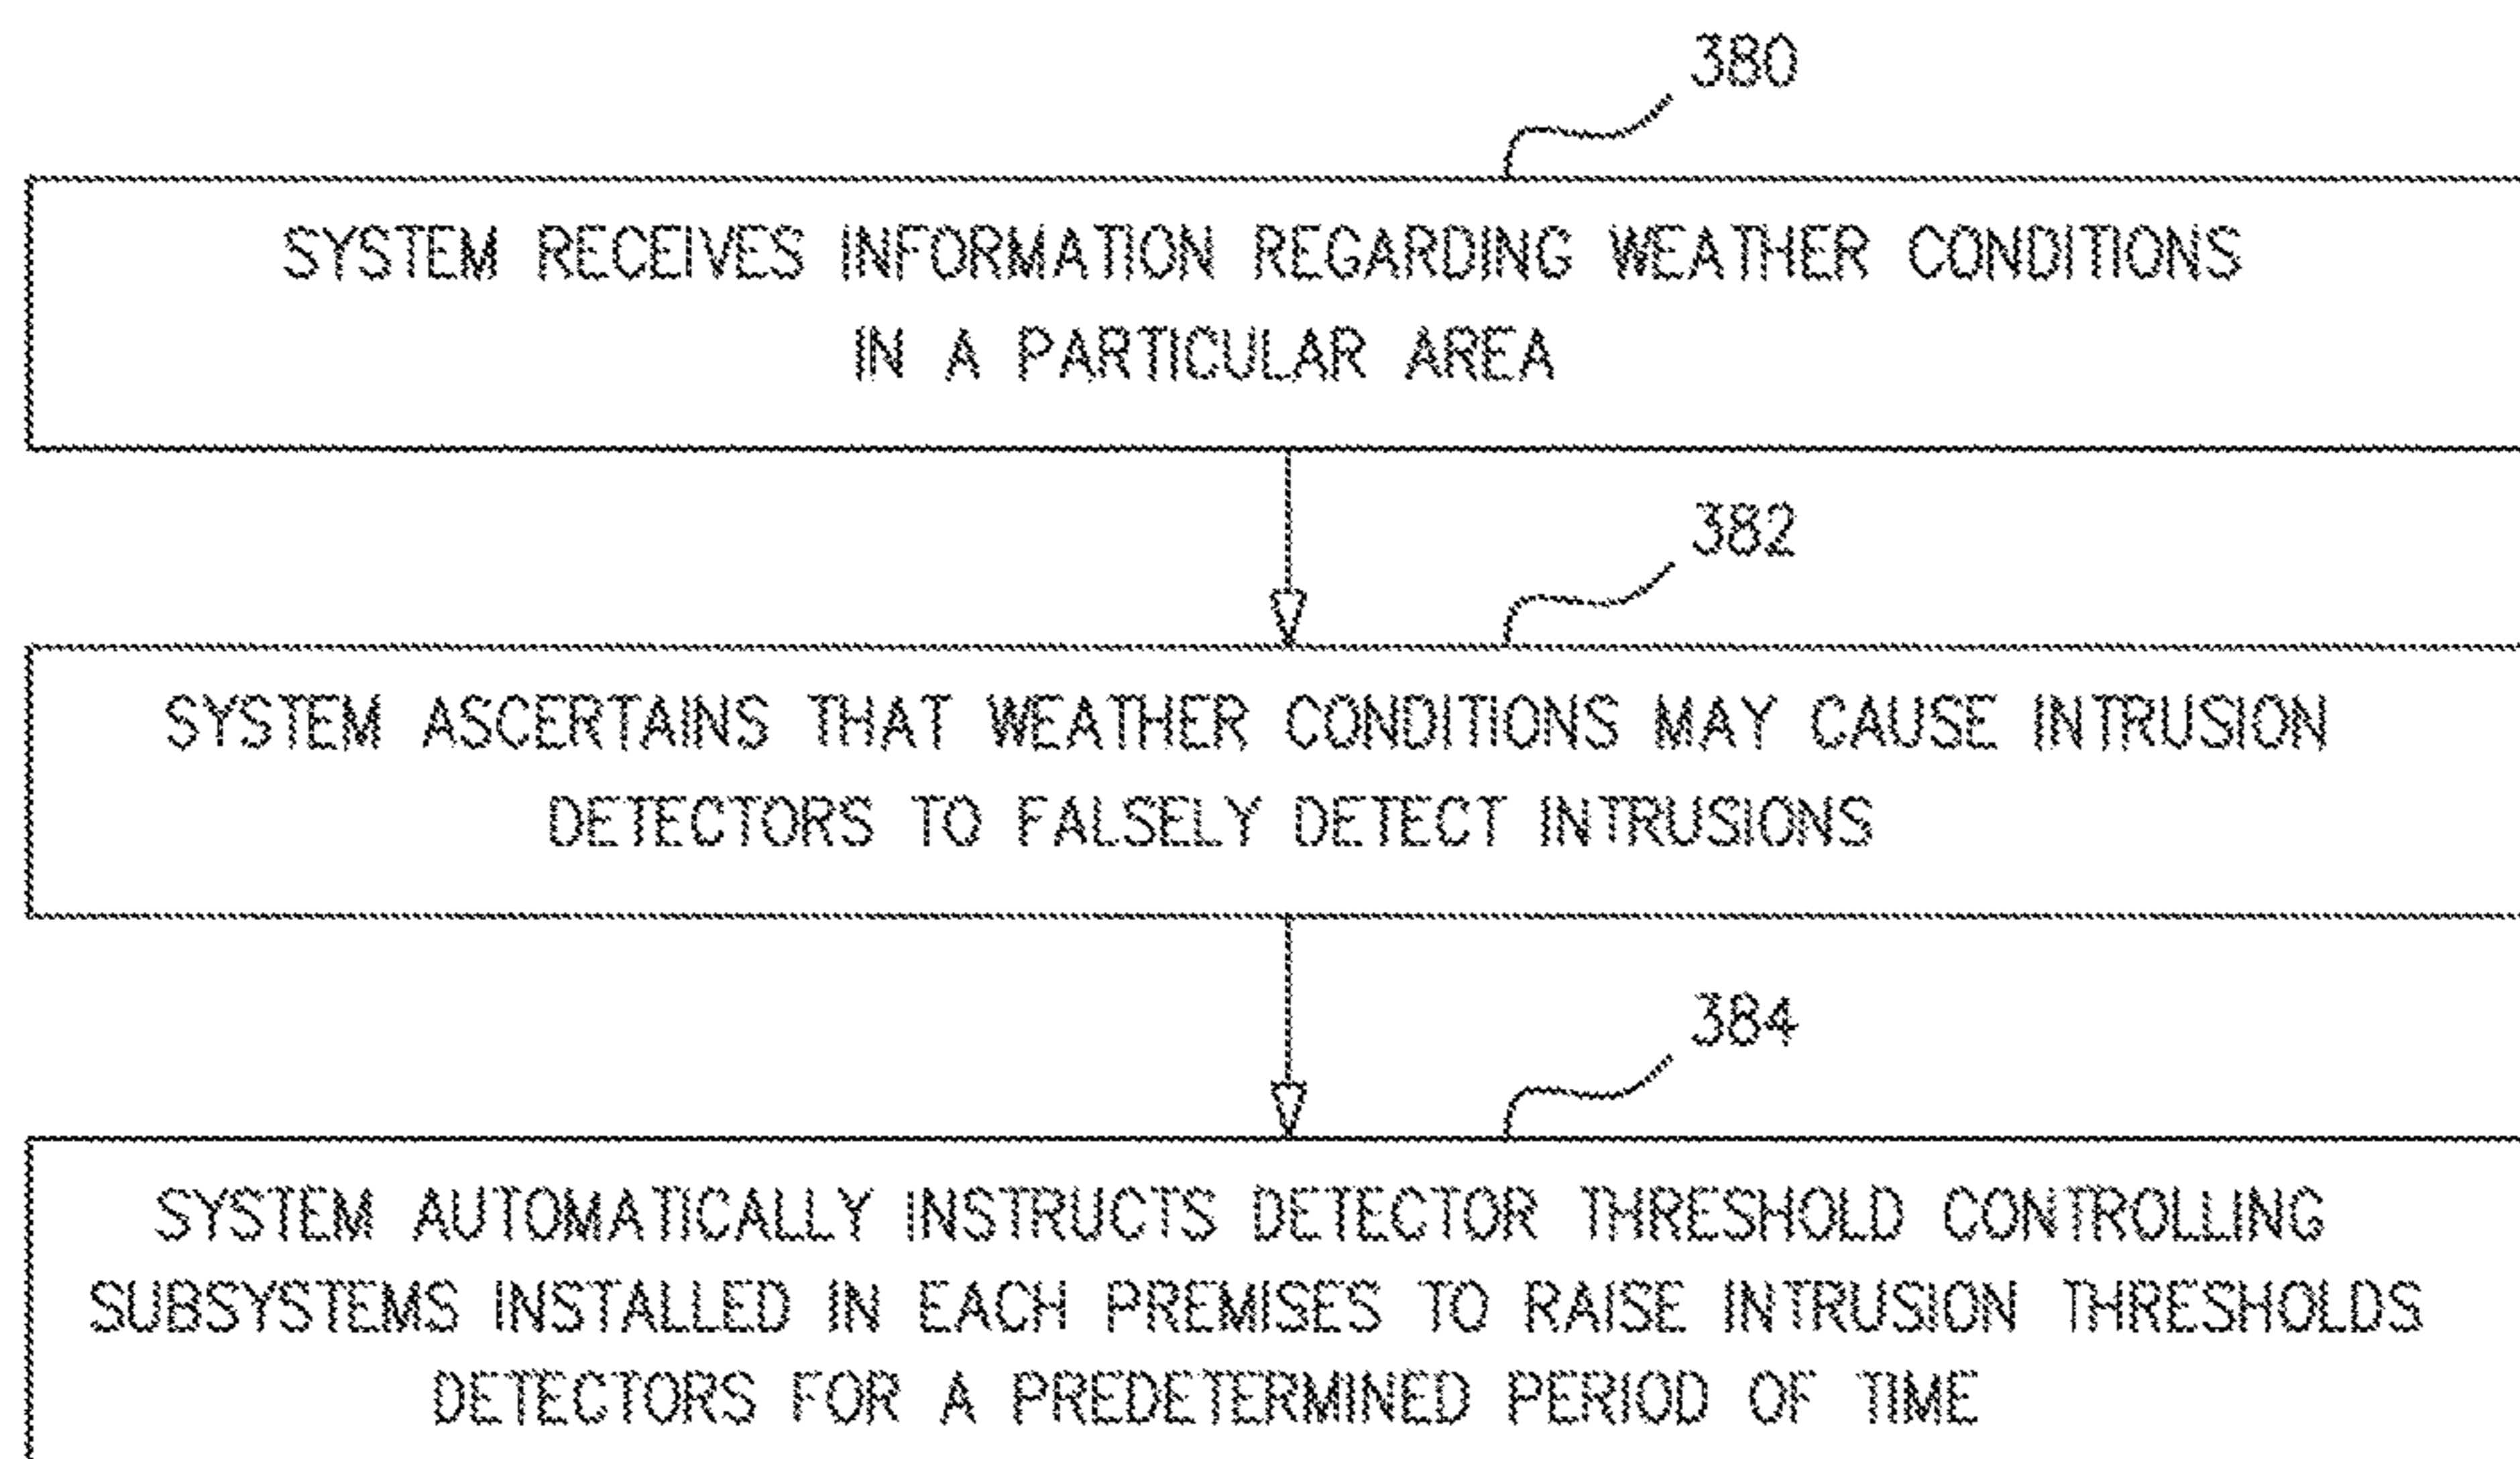 380
SYSTEM RECEIVES INFORMATION REGARDING WEATHER CONDITIONS
IN A PARTICULAR AREA
382
SYSTEM ASCERTAINS THAT WEATHER CONDITIONS MAY CAUSE INTRUSION
DETECTORS TO FALSELY DETECT INTRUSIONS
384
SYSTEM AUTOMATICALLY INSTRUCTS DETECTOR THRESHOLD CONTROLLING
SUBSYSTEMS INSTALLED IN EACH PREMISES TO RAISE INTRUSION THRESHOLDS
DETECTORS FOR A PREDETERMINED PERIOD OF TIME